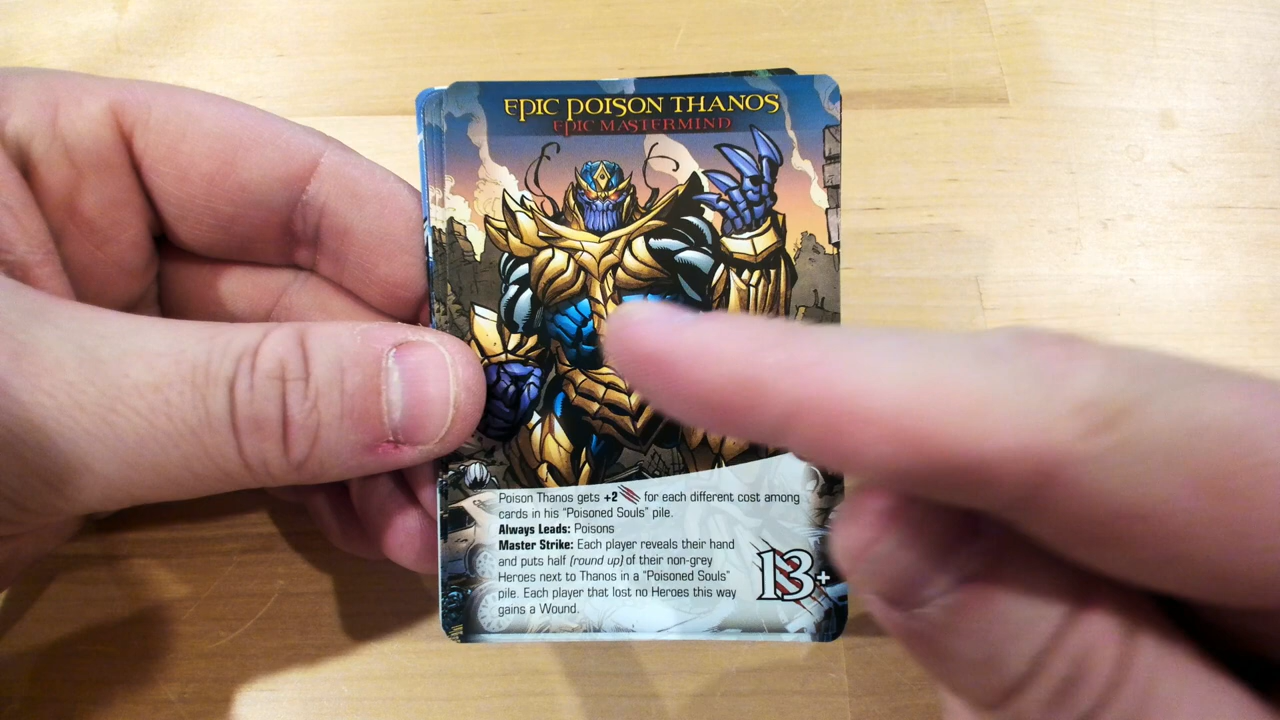 EPIC POISON THANOS
EPIC MASTERMIND
Poison Thanos gets +2 for each different cost among
cards in his "Poisoned Souls" pile.
Always Leads: Poisons
Master Strike: Each player reveals their hand
and puts half (round up) of their non-grey
Heroes next to Thanos in a "Poisoned Souls"
pile. Each player that lost no Heroes this way
gains a Wound.
13+